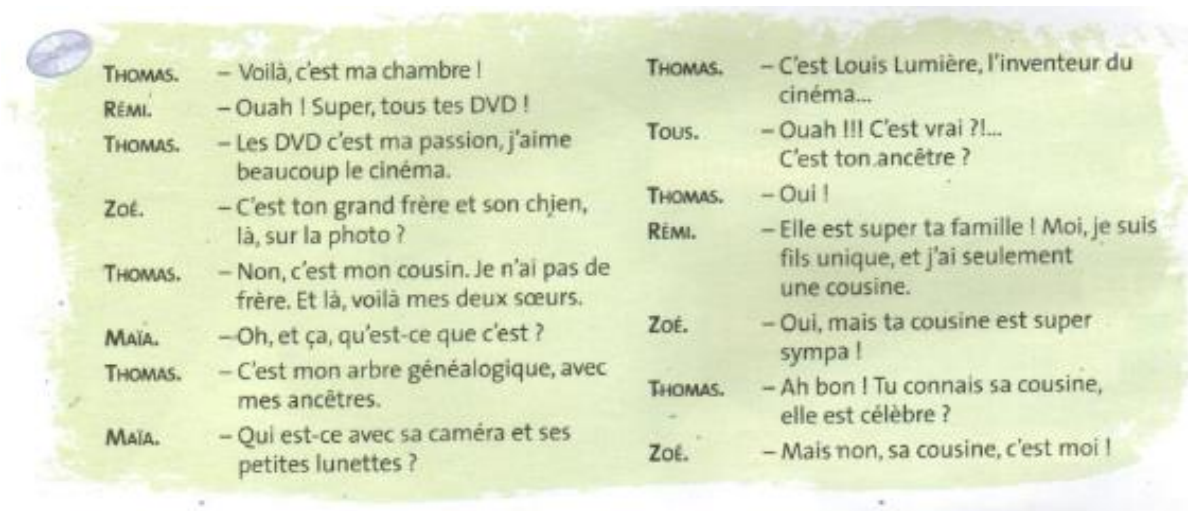 THOMAS. – Voilà, c'est ma chambre !
RÉMI. – Ouah ! Super, tous tes DVD !
THOMAS. – Les DVD c'est ma passion, j'aime
beaucoup le cinéma.
ZOÉ. – C'est ton grand frère et son chien,
là, sur la photo ?
THOMAS. – Non, c'est mon cousin. Je n'ai pas de
frère. Et là, voilà mes deux sœurs.
MAÏA. – Oh, et ça, qu'est-ce que c'est ?
THOMAS. – C'est mon arbre généalogique, avec
mes ancêtres.
MAÏA. – Qui est-ce avec sa caméra et ses
petites lunettes ?
THOMAS. – C'est Louis Lumière, l'inventeur du
cinéma...
TOUS. – Ouah !!! C'est vrai ?!...
C'est ton ancêtre ?
THOMAS. – Oui !
RÉMI. – Elle est super ta famille ! Moi, je suis
fils unique, et j'ai seulement
une cousine.
ZOÉ. – Oui, mais ta cousine est super
sympa !
THOMAS. – Ah bon ! Tu connais sa cousine,
elle est célèbre ?
ZOÉ. – Mais non, sa cousine, c'est moi !